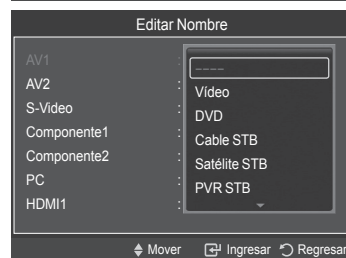 Editar Nombre
AV1 :
AV2 :
S-Video :
Componente1 :
Componente2 :
PC :
HDMI1 :
----
Vídeo
DVD
Cable STB
Satélite STB
PVR STB
Mover Ingresar Regresar